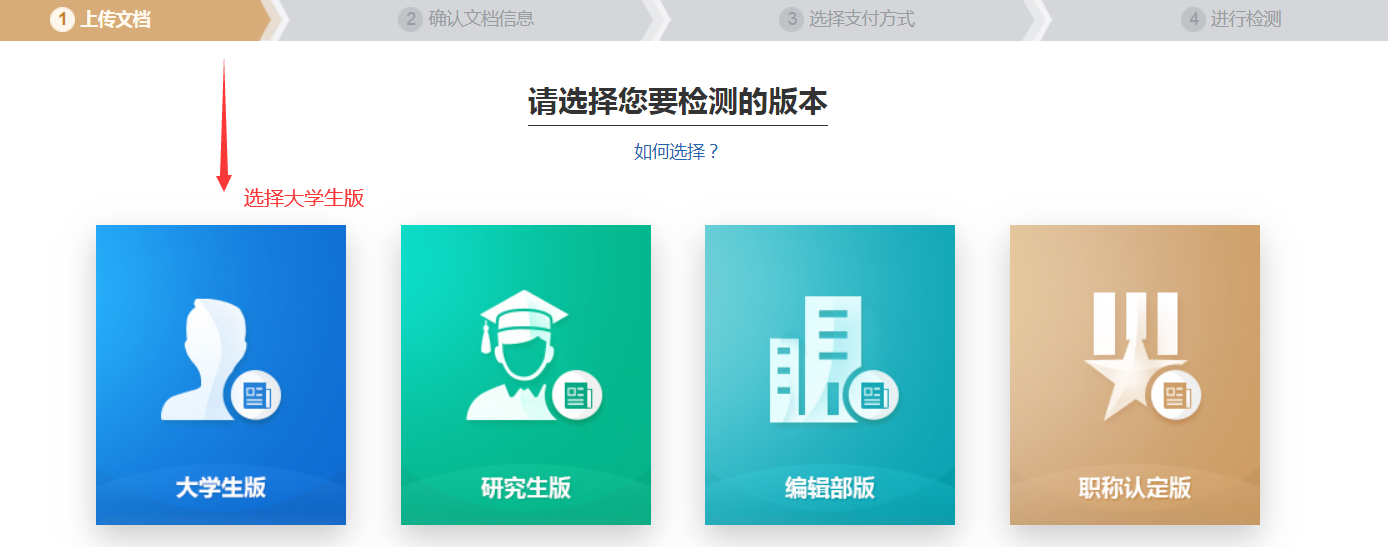 1 上传文档
2 确认文档信息
3 选择支付方式
4 进行检测
请选择您要检测的版本
如何选择？
选择大学生版
大学生版
研究生版
编辑部版
职称认定版